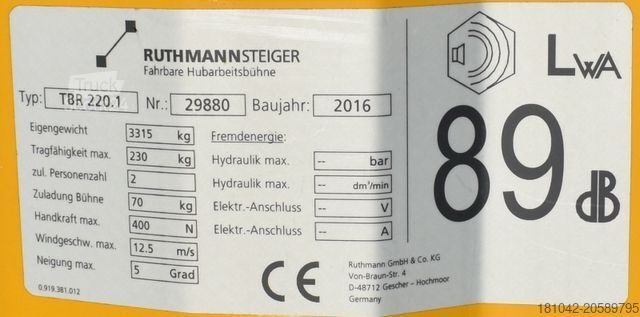 RUTHMANNSTEIGER
Fahrbare Hubarbeitsbühne
Typ: TBR 220.1 Nr.: 29880 Baujahr: 2016
Eigengewicht 3315 kg
Tragfähigkeit max. 230 kg
zul. Personenzahl 2
Zuladung Bühne 70 kg
Handkraft max. 400 N
Windgeschw. max. 12.5 m/s
Neigung max. 5 Grad
Fremdenergie:
Hydraulik max. -- bar
Hydraulik max. -- dm³/min
Elektr.-Anschluss -- V
Elektr.-Anschluss -- A
0.919.381.012
CE
Ruthmann GmbH & Co. KG
Von-Braun-Str. 4
D-48712 Gescher - Hochmoor
Germany
LWA
89 dB
Truck
181042-20589795